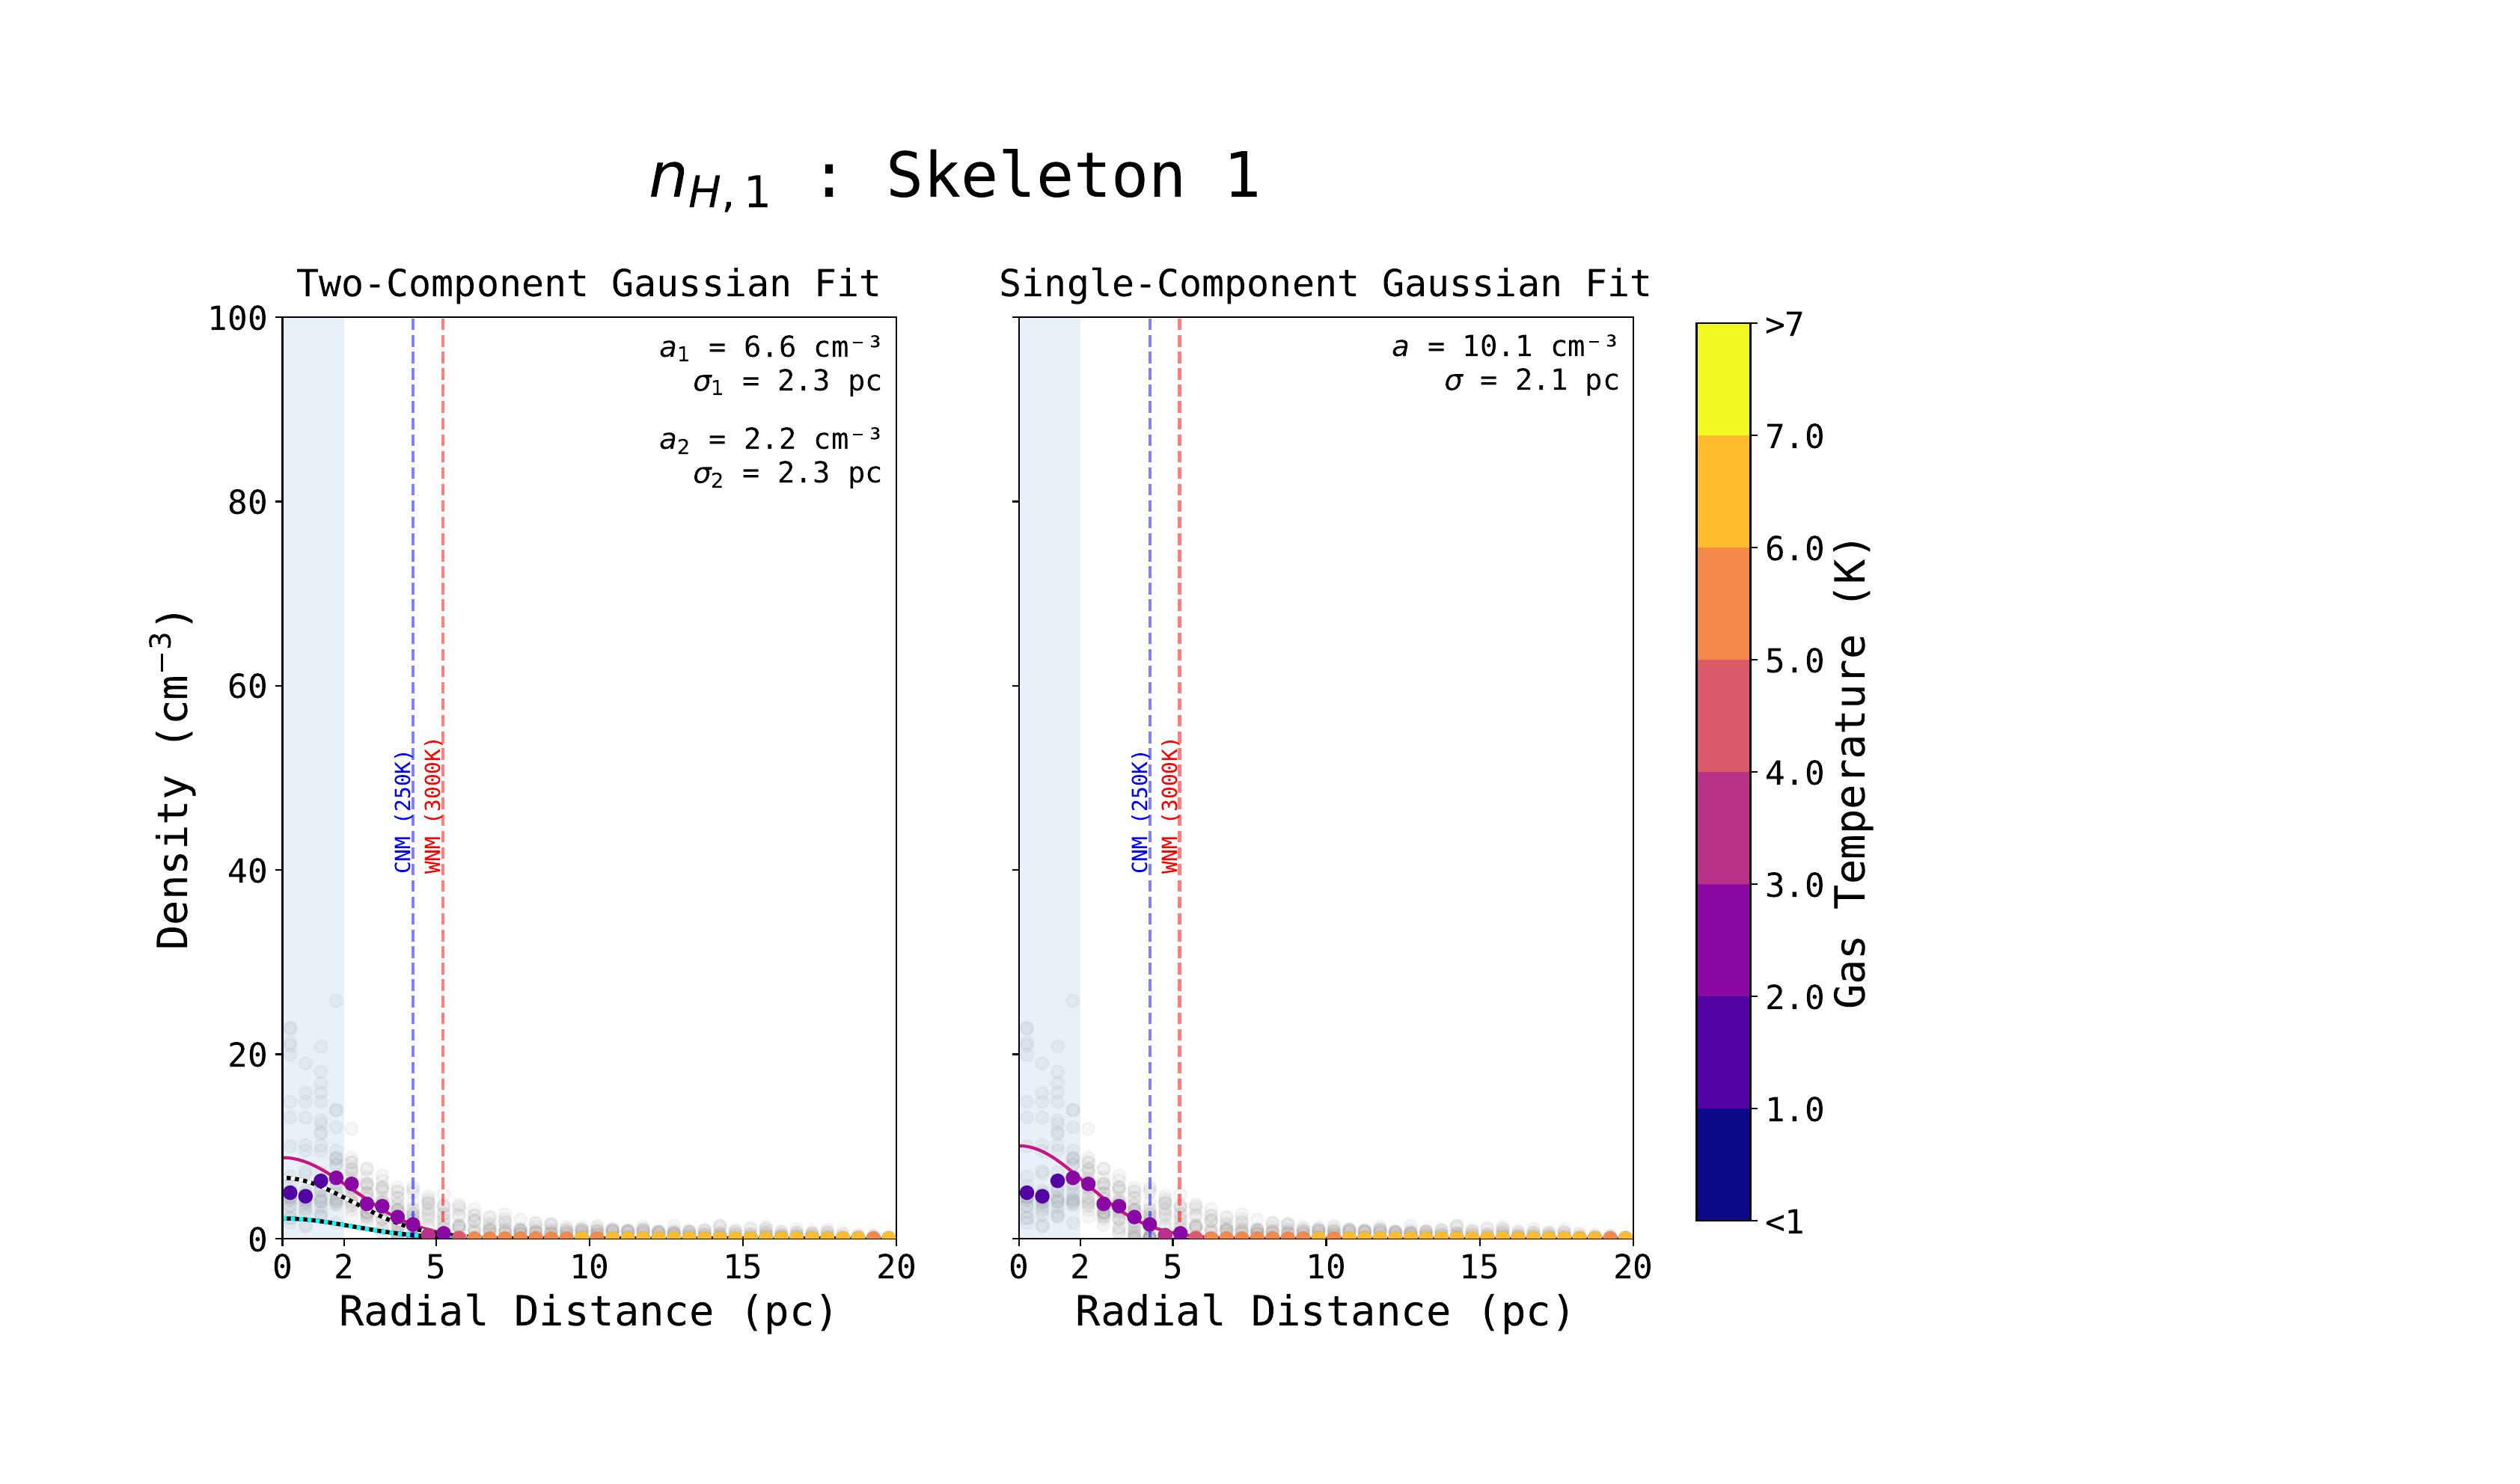 n_H,1 : Skeleton 1
Two-Component Gaussian Fit
a₁ = 6.6 cm⁻³
σ₁ = 2.3 pc
a₂ = 2.2 cm⁻³
σ₂ = 2.3 pc
CNM (250K)
WNM (3000K)
100
80
60
40
20
0
Density (cm⁻³)
0 2 5 10 15 20
Radial Distance (pc)
Single-Component Gaussian Fit
a = 10.1 cm⁻³
σ = 2.1 pc
CNM (250K)
WNM (3000K)
0 2 5 10 15 20
Radial Distance (pc)
>7
7.0
6.0
5.0
4.0
3.0
2.0
1.0
<1
Gas Temperature (K)